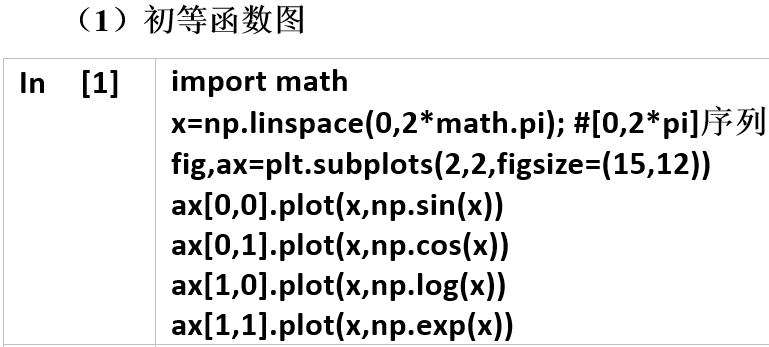 （1）初等函数图
In [1]
import math
x=np.linspace(0,2*math.pi); #[0,2*pi]序列
fig,ax=plt.subplots(2,2,figsize=(15,12))
ax[0,0].plot(x,np.sin(x))
ax[0,1].plot(x,np.cos(x))
ax[1,0].plot(x,np.log(x))
ax[1,1].plot(x,np.exp(x))